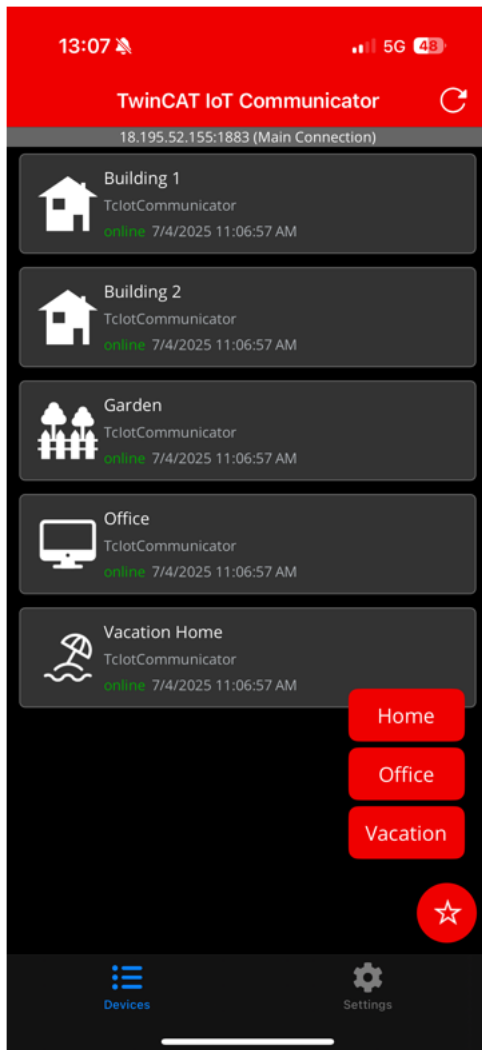 13:07
5G 48
TwinCAT IoT Communicator
18.195.52.155:1883 (Main Connection)
Building 1
TcIotCommunicator
online 7/4/2025 11:06:57 AM
Building 2
TcIotCommunicator
online 7/4/2025 11:06:57 AM
Garden
TcIotCommunicator
online 7/4/2025 11:06:57 AM
Office
TcIotCommunicator
online 7/4/2025 11:06:57 AM
Vacation Home
TcIotCommunicator
online 7/4/2025 11:06:57 AM
Home
Office
Vacation
Devices
Settings